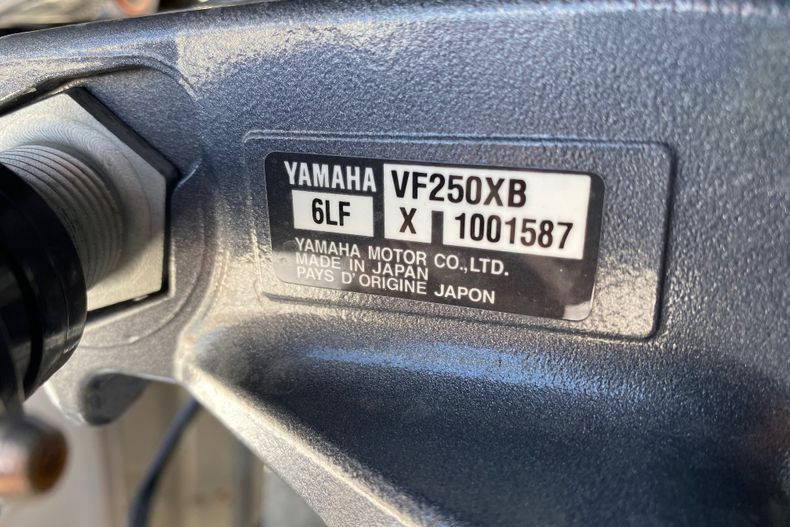 YAMAHA VF250XB
6LF X 1001587
YAMAHA MOTOR CO.,LTD.
MADE IN JAPAN
PAYS D'ORIGINE JAPON